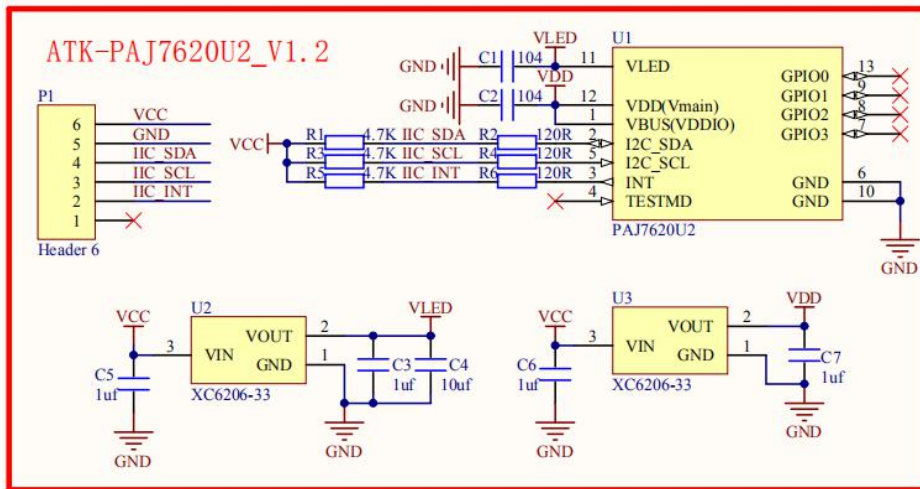 ATK-PAJ7620U2_V1.2
P1
6 VCC
5 GND
4 IIC_SDA
3 IIC_SCL
2 IIC_INT
1
Header 6
VLED
GND C1 104 11
VDD
GND C2 104 12
1
VCC
R1 4.7K IIC_SDA R2 120R 2
R3 4.7K IIC_SCL R4 120R 5
R5 4.7K IIC_INT R6 120R 3
4
U1
VLED
VDD(Vmain)
VBUS(VDDIO)
I2C_SDA
I2C_SCL
INT
TESTMD
GPIO0 13
GPIO1 9
GPIO2 8
GPIO3 7
GND 6
GND 10
PAJ7620U2
GND
U2
VCC
3 VIN
VOUT 2
GND 1
XC6206-33
C5
1uf
GND
VLED
C3
1uf
C4
10uf
GND
U3
VCC
3 VIN
VOUT 2
GND 1
XC6206-33
C6
1uf
GND
VDD
C7
1uf
GND